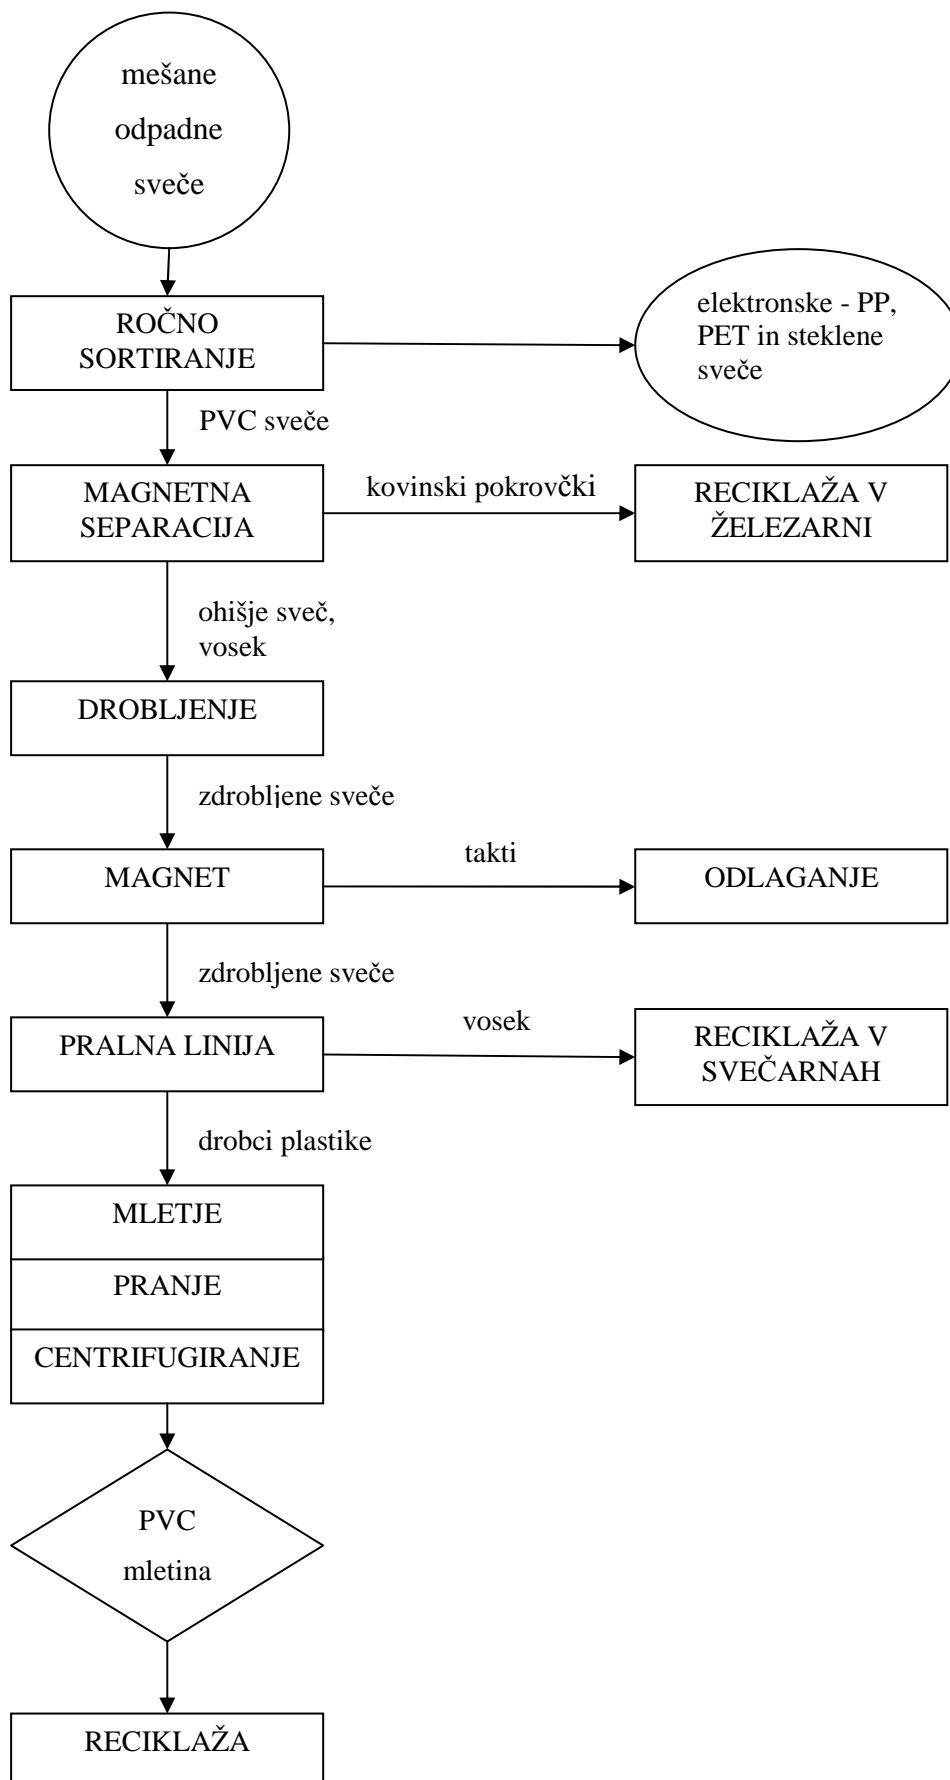 mešane
odpadne
sveče
ROČNO
SORTIRANJE
elektronske - PP,
PET in steklene
sveče
PVC sveče
MAGNETNA
SEPARACIJA
kovinski pokrovčki
RECIKLAŽA V
ŽELEZARNI
ohišje sveč,
vosek
DROBLJENJE
zdrobljene sveče
MAGNET
takti
ODLAGANJE
zdrobljene sveče
PRALNA LINIJA
vosek
RECIKLAŽA V
SVEČARNAH
drobci plastike
MLETJE
PRANJE
CENTRIFUGIRANJE
PVC
mletina
RECIKLAŽA